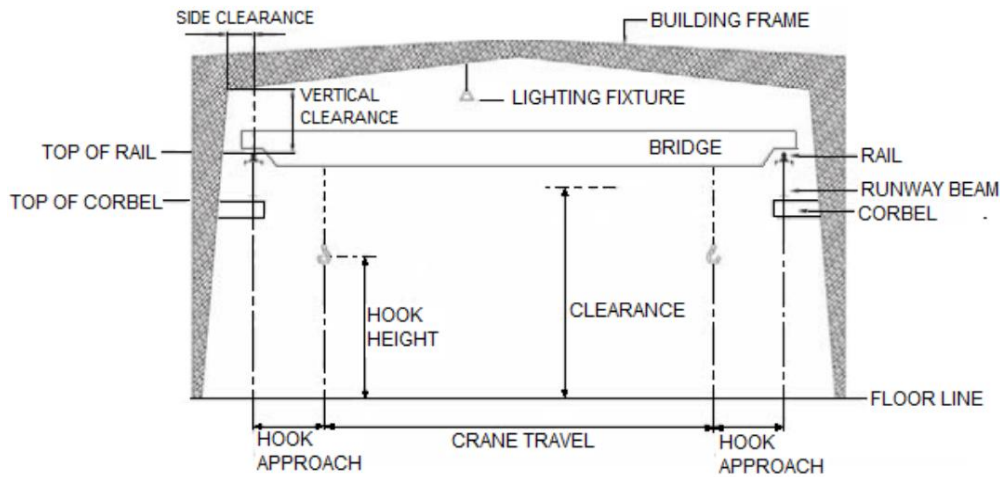 SIDE CLEARANCE
BUILDING FRAME
VERTICAL
CLEARANCE
LIGHTING FIXTURE
TOP OF RAIL
BRIDGE
RAIL
TOP OF CORBEL
RUNWAY BEAM
CORBEL
HOOK
HEIGHT
CLEARANCE
FLOOR LINE
HOOK
APPROACH
CRANE TRAVEL
HOOK
APPROACH